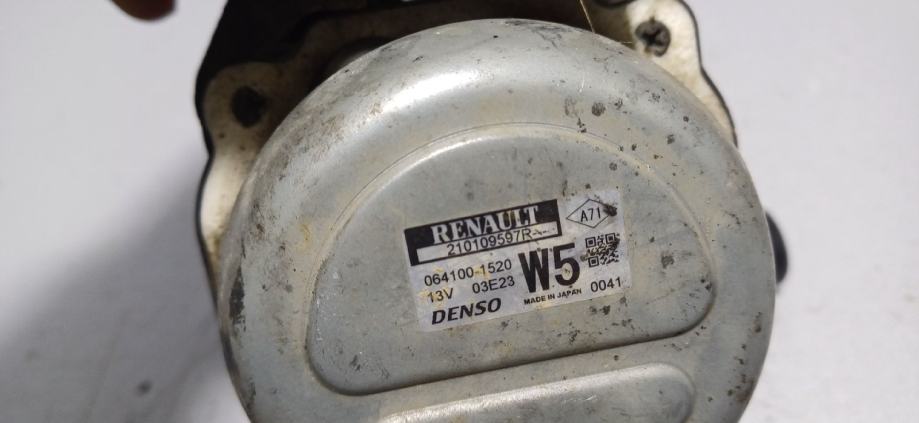 RENAULT
A71
210109597R--
064100-1520
W5
13V 03E23
MADE IN JAPAN 0041
DENSO